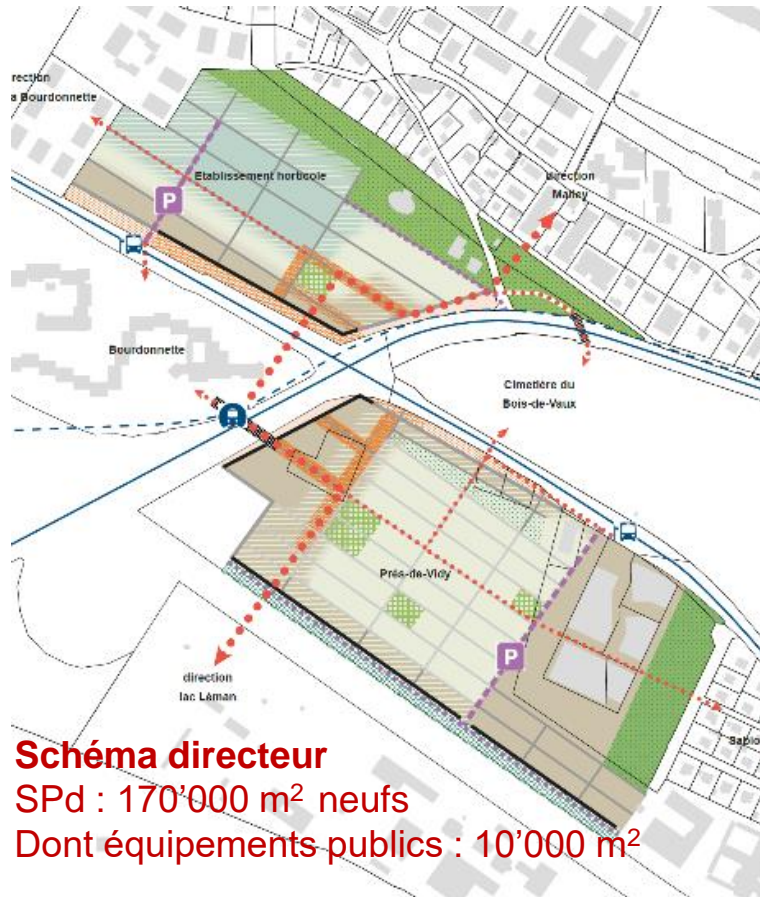 rection
a Bourdonnette
Etablissement horticole
direction
Malley
P
Bourdonnette
Cimetière du
Bois-de-Vaux
Prés-de-Vidy
P
direction
lac Léman
Schéma directeur
SPd : 170’000 m² neufs
Dont équipements publics : 10’000 m²